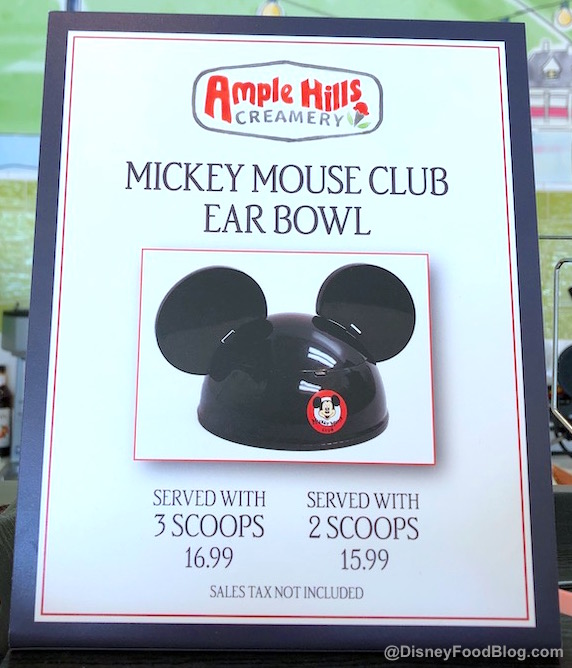 Ample Hills
CREAMERY
MICKEY MOUSE CLUB
EAR BOWL
SERVED WITH
3 SCOOPS
16.99
SERVED WITH
2 SCOOPS
15.99
SALES TAX NOT INCLUDED
@DisneyFoodBlog.com